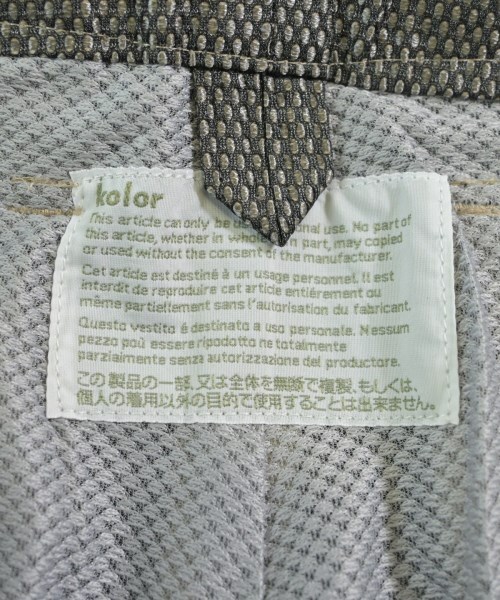 kolor
This article can only be onal use. No part of
this article, whether in whole n part, may copied
or used without the consent of the manufacturer.
Cet article est destiné à un usage personnel. Il est
interdit de reproduire cet article entiérement ou
même partiellement sans l'autorisation du fabricant.
Questo vestito é destinato a uso personale. Nessun
pezzo poú essere ripodotto ne totalmente
parzialmente senza autorizzazione del produttore.
この製品の一部、又は全体を無断で複製、もしくは、
個人の着用以外の目的で使用することは出来ません。